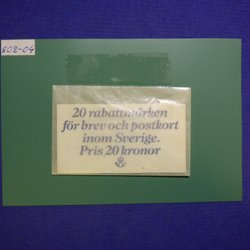 802-04
20 rabattmärken
för brev och postkort
inom Sverige.
Pris 20 kronor